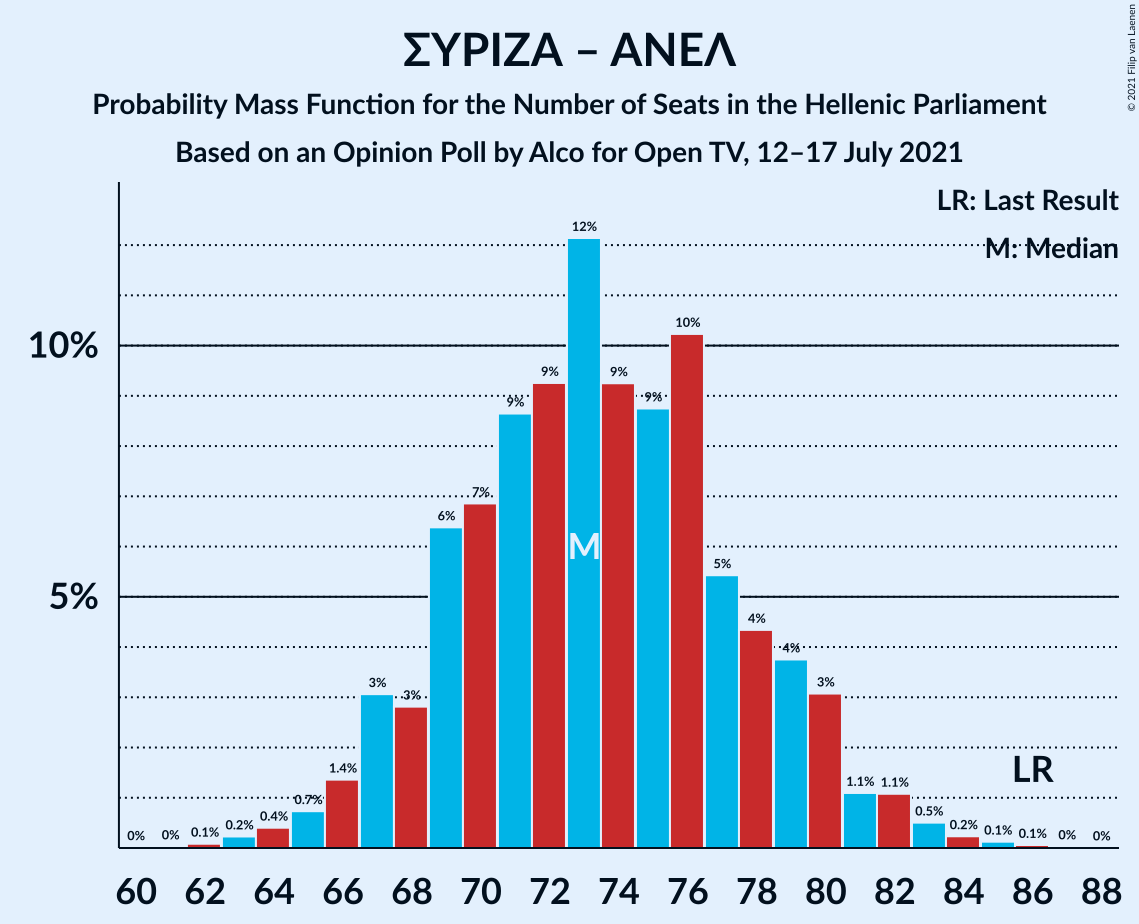 ΣΥΡΙΖΑ – ΑΝΕΛ
Probability Mass Function for the Number of Seats in the Hellenic Parliament
Based on an Opinion Poll by Alco for Open TV, 12–17 July 2021
© 2021 Filip van Laenen
LR: Last Result
M: Median
10%
5%
0% 0% 0.1% 0.2% 0.4% 0.7% 1.4% 3% 3% 6% 7% 9% 9% 12% 9% 9% 10% 5% 4% 4% 3% 1.1% 1.1% 0.5% 0.2% 0.1% 0.1% 0% 0%
M
LR
60 62 64 66 68 70 72 74 76 78 80 82 84 86 88